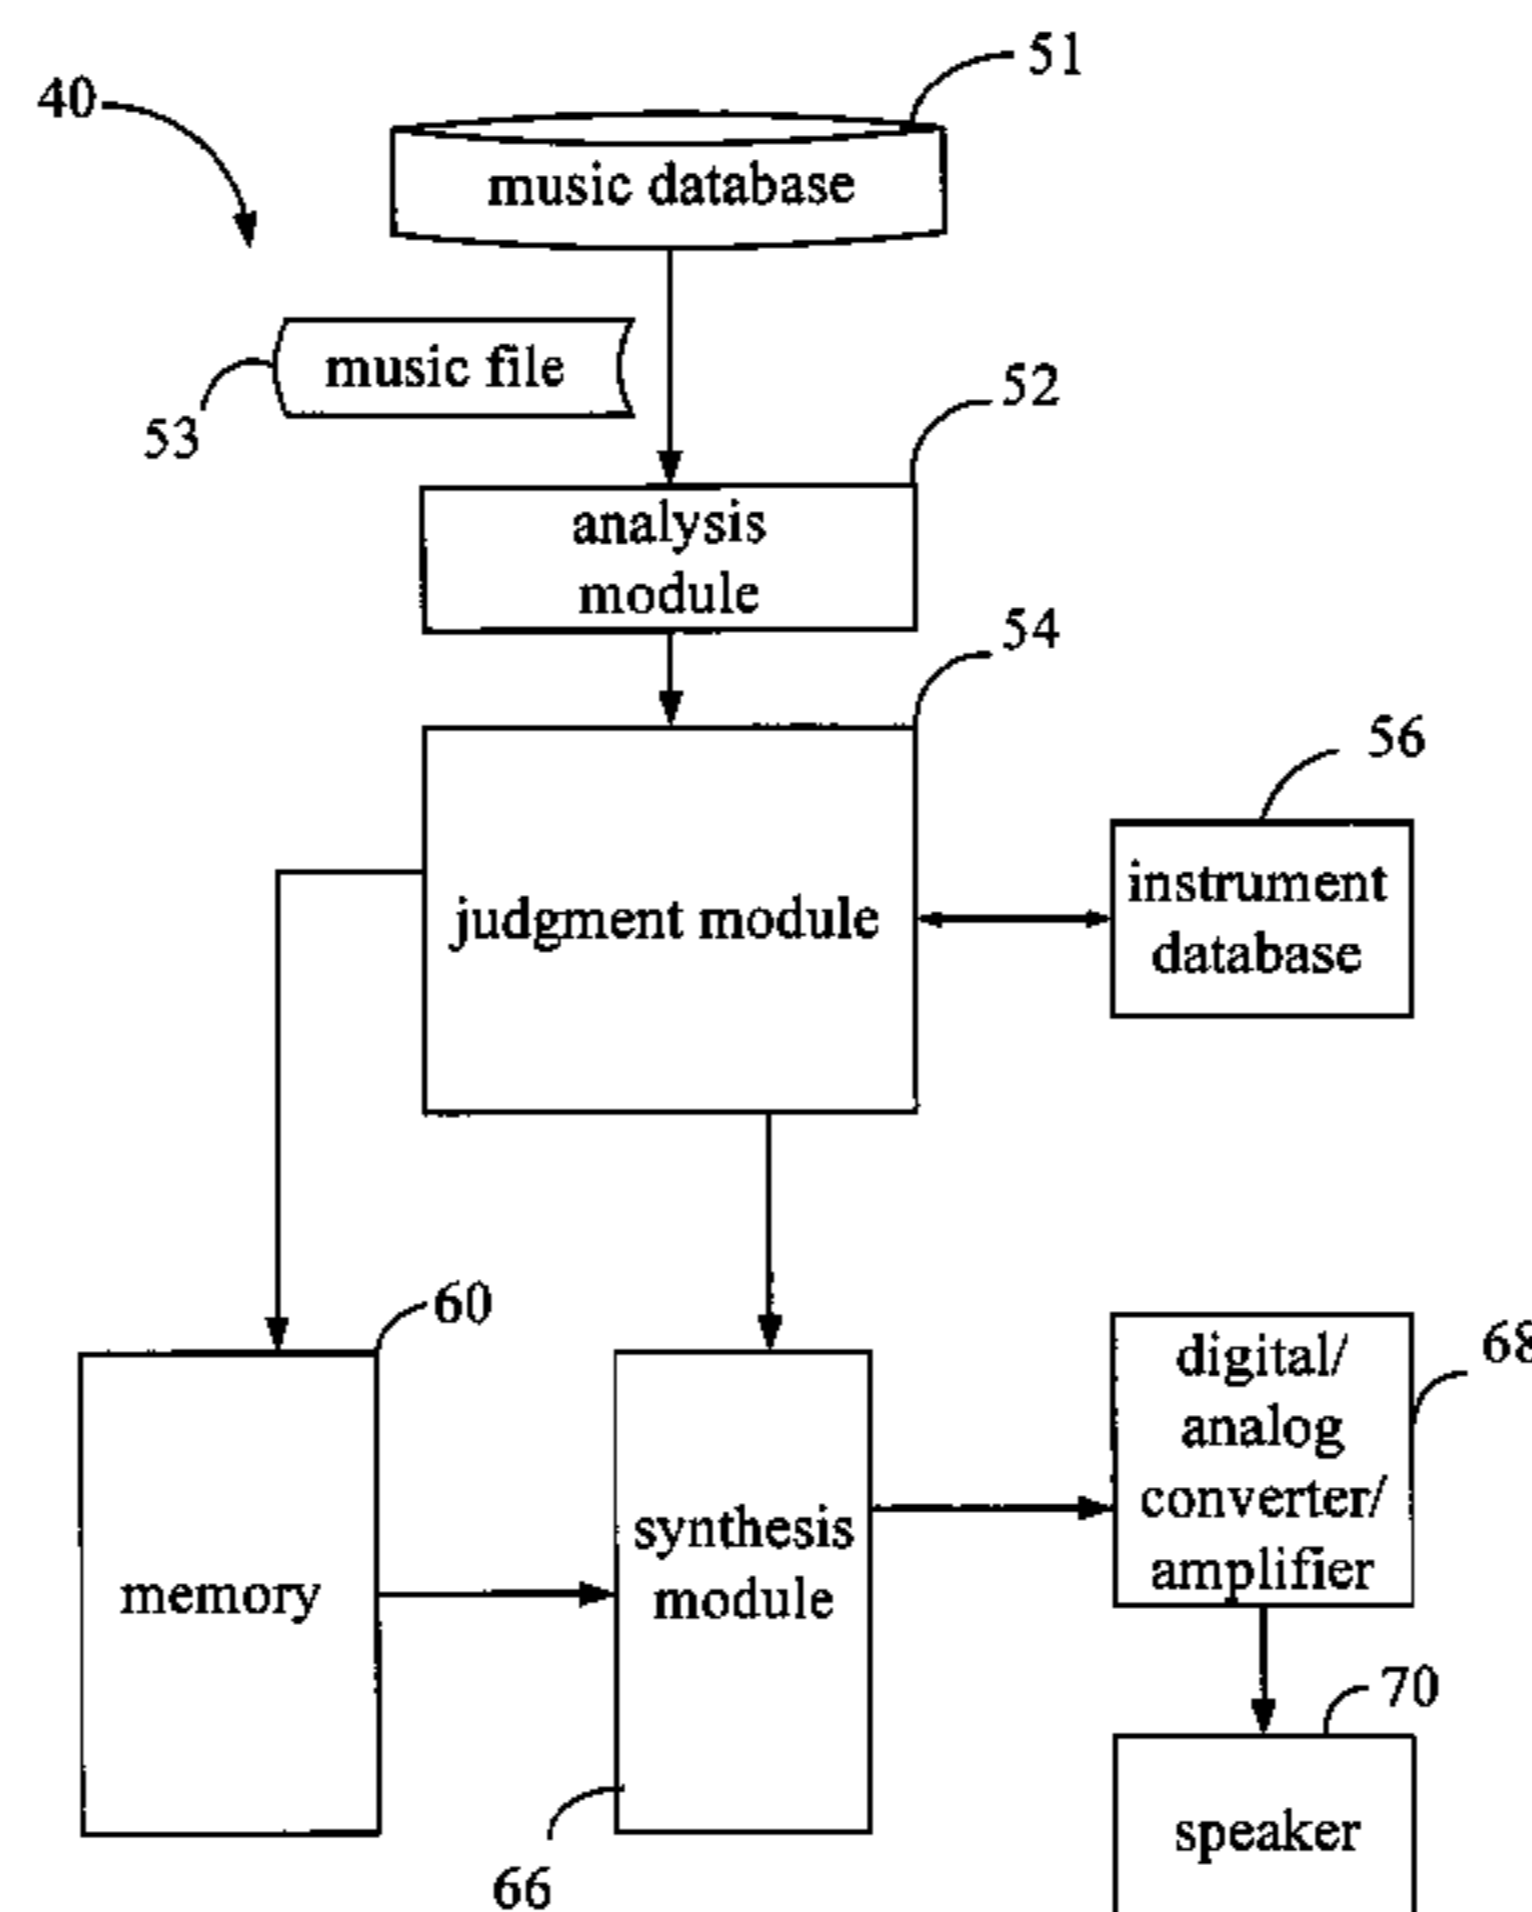 51
40
music database
music file
53
52
analysis
module
54
56
judgment module
instrument
database
60
68
memory
synthesis
module
digital/
analog
converter/
amplifier
66
70
speaker